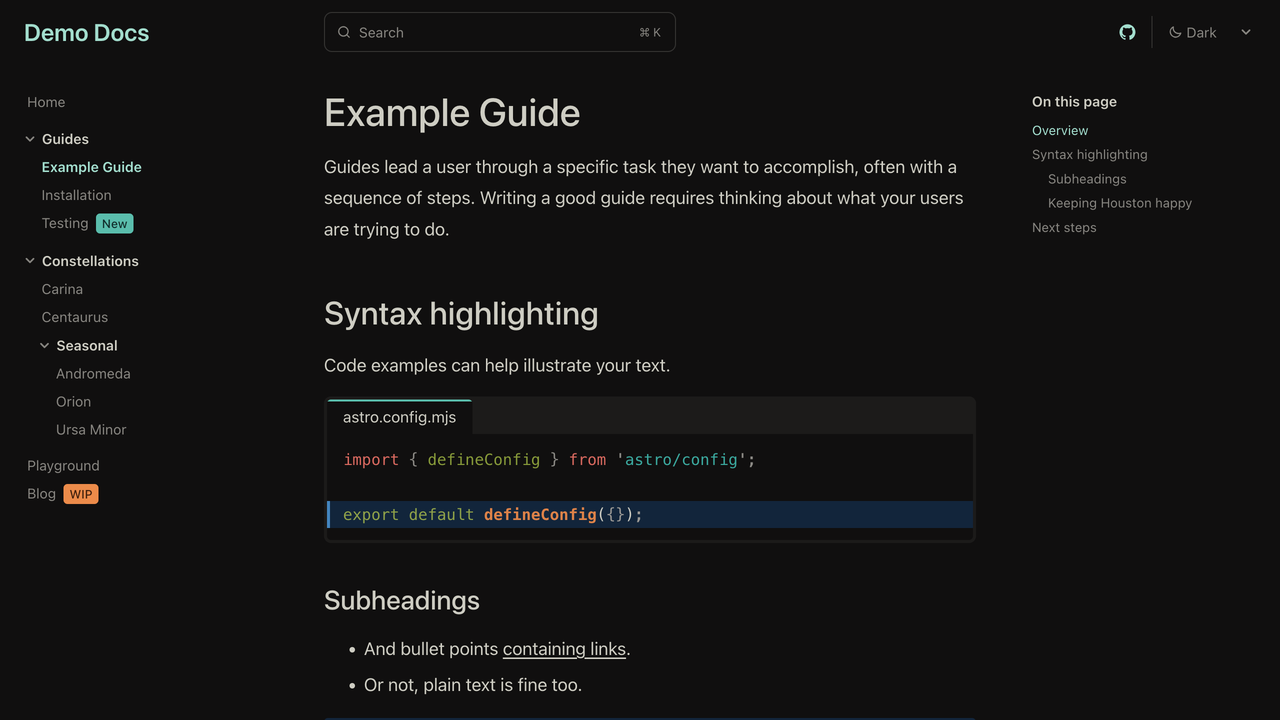 Demo Docs
Search
⌘ K
Dark
Home
Guides
Example Guide
Installation
Testing New
Constellations
Carina
Centaurus
Seasonal
Andromeda
Orion
Ursa Minor
Playground
Blog WIP
Example Guide
Guides lead a user through a specific task they want to accomplish, often with a
sequence of steps. Writing a good guide requires thinking about what your users
are trying to do.
Syntax highlighting
Code examples can help illustrate your text.
astro.config.mjs
import { defineConfig } from 'astro/config';
export default defineConfig({});
Subheadings
• And bullet points containing links.
• Or not, plain text is fine too.
On this page
Overview
Syntax highlighting
Subheadings
Keeping Houston happy
Next steps